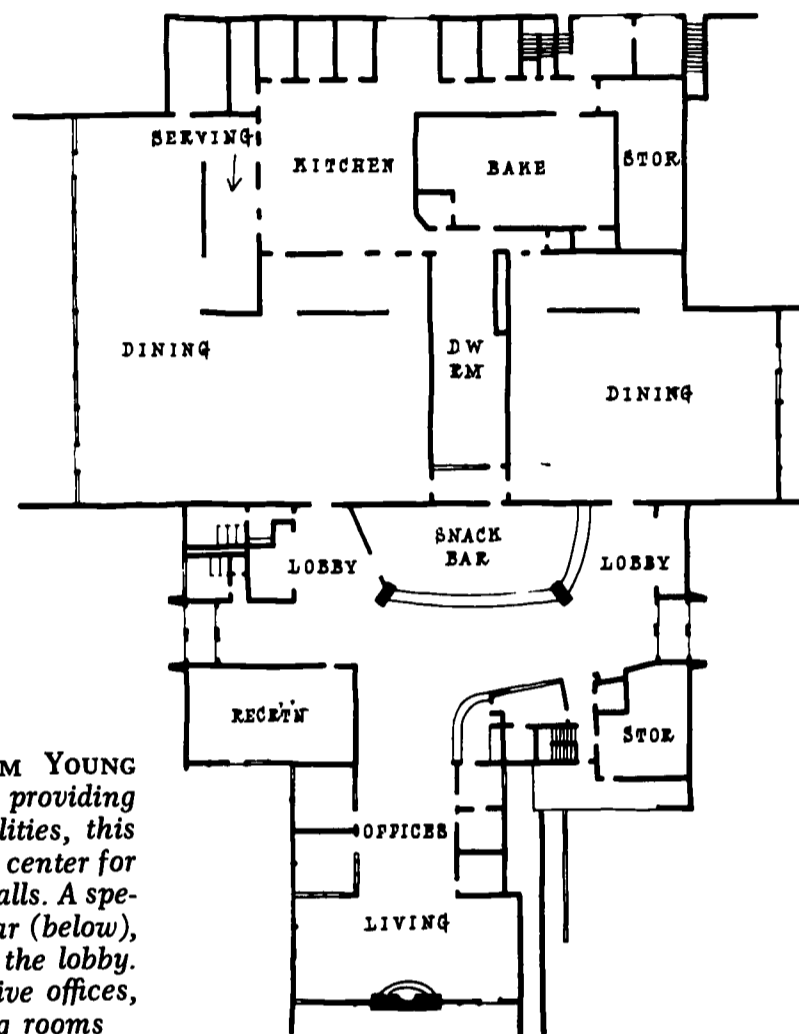 SERVING
KITCHEN
BAKE
STOR
DINING
DW
RM
DINING
SNACK
BAR
LOBBY
LOBBY
RECRT'N
STOR
OFFICES
LIVING
M YOUNG
providing
lities, this
center for
alls. A spe-
ar (below),
the lobby.
ive offices,
g rooms